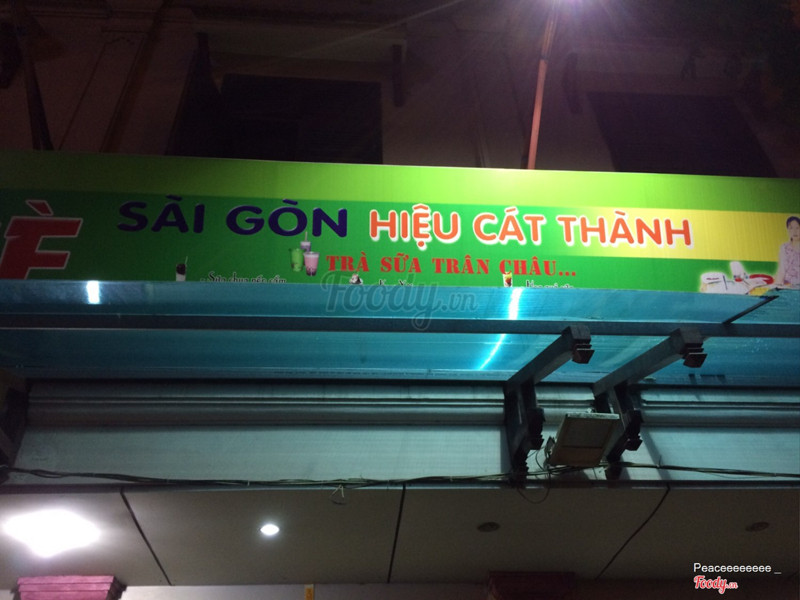 È SÀI GÒN HIỆU CÁT THÀNH
TRÀ SỮA TRÂN CHÂU...
Foody.vn
Peaceeeeeeee _
Foody.vn